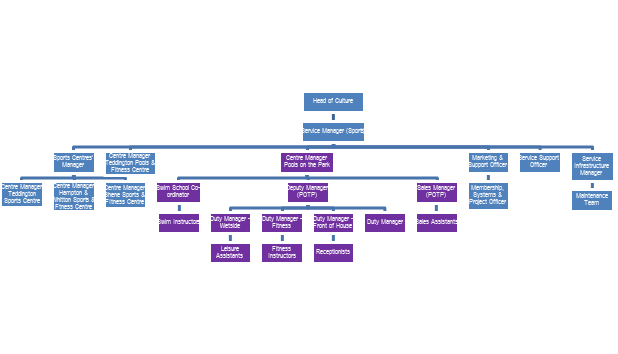 Head of Culture
Service Manager (Sports
Sports Centres'
Manager
Centre Manager
Teddington Pools &
Fitness Centre
Centre Manager
Pools on the Park
Marketing &
Support Officer
Service Support
Officer
Service
Infrastructure
Manager
Centre Manager
Teddington
Sports Centre
Centre Manager
Hampton &
Whitton Sports &
Fitness Centre
Centre Manager
Shene Sports &
Fitness Centre
Swim School Co-
ordinator
Deputy Manager
(POTP)
Sales Manager
(POTP)
Membership,
Systems &
Project Officer
Maintenance
Team
Swim Instructors
Duty Manager -
Wetside
Duty Manager -
Fitness
Duty Manager -
Front of House
Duty Manager
Sales Assistants
Leisure
Assistants
Fitness
Instructors
Receptionists